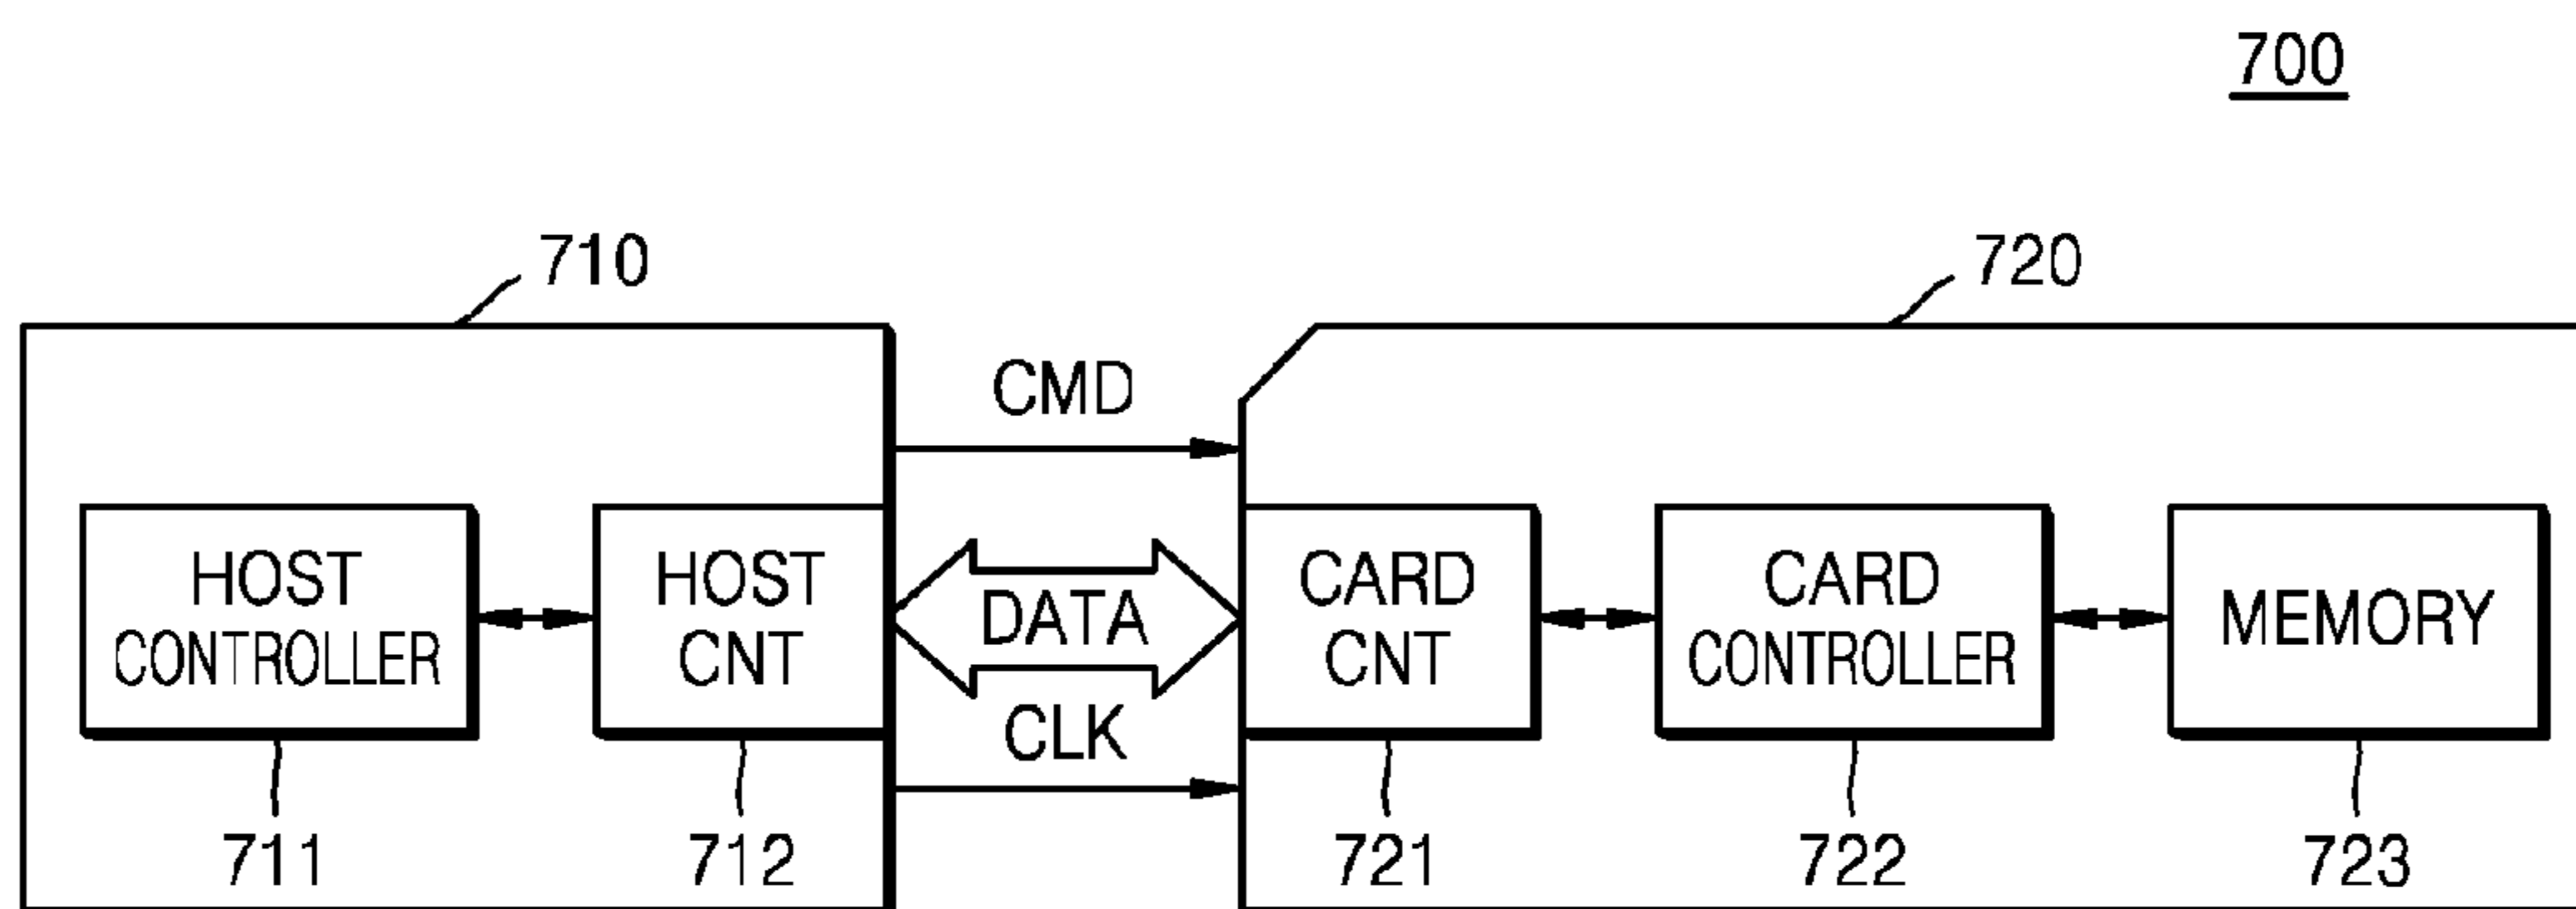 700
710
720
CMD
HOST
CONTROLLER
HOST
CNT
DATA
CARD
CNT
CARD
CONTROLLER
MEMORY
CLK
711
712
721
722
723